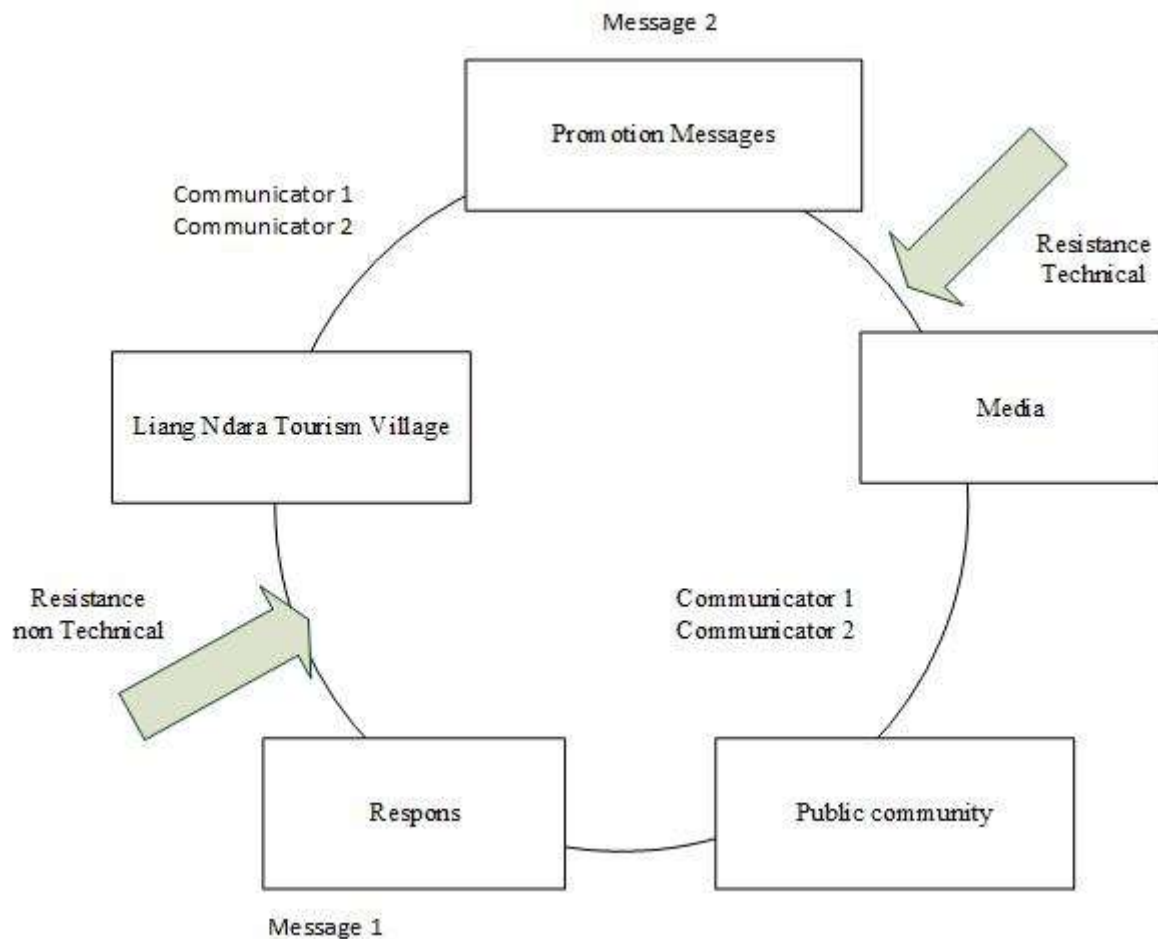 Message 2
Promotion Messages
Communicator 1
Communicator 2
Resistance
Technical
Liang Ndara Tourism Village
Media
Resistance
non Technical
Communicator 1
Communicator 2
Respons
Public community
Message 1